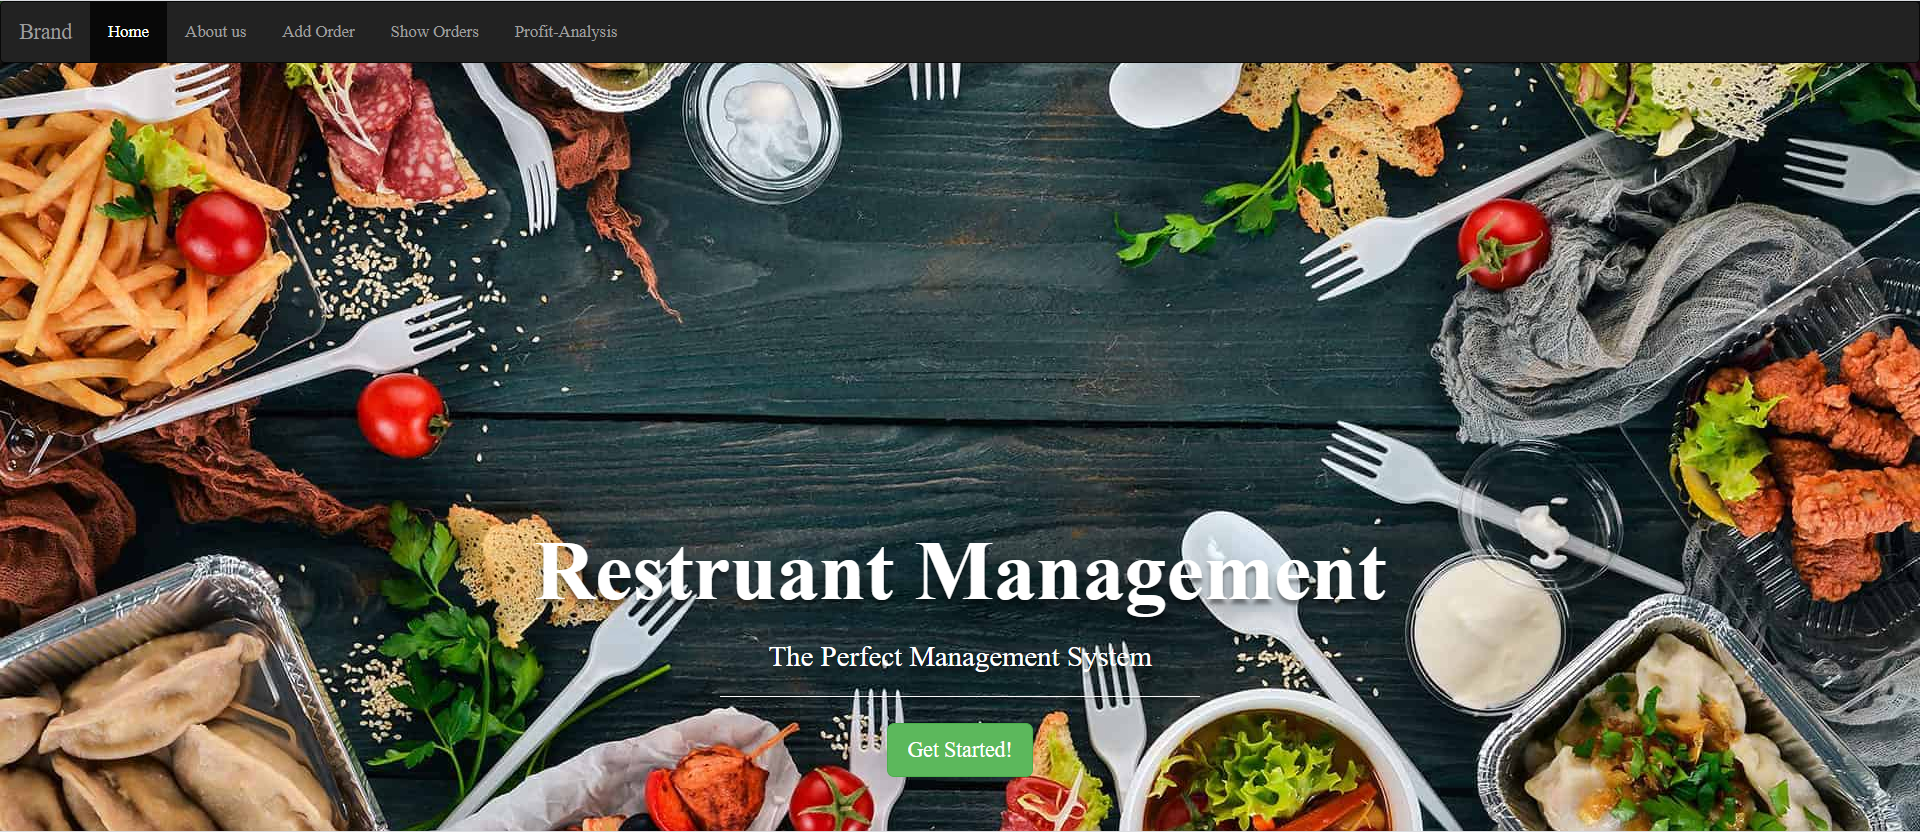 Brand Home About us Add Order Show Orders Profit-Analysis
Restruant Management
The Perfect Management System
Get Started!